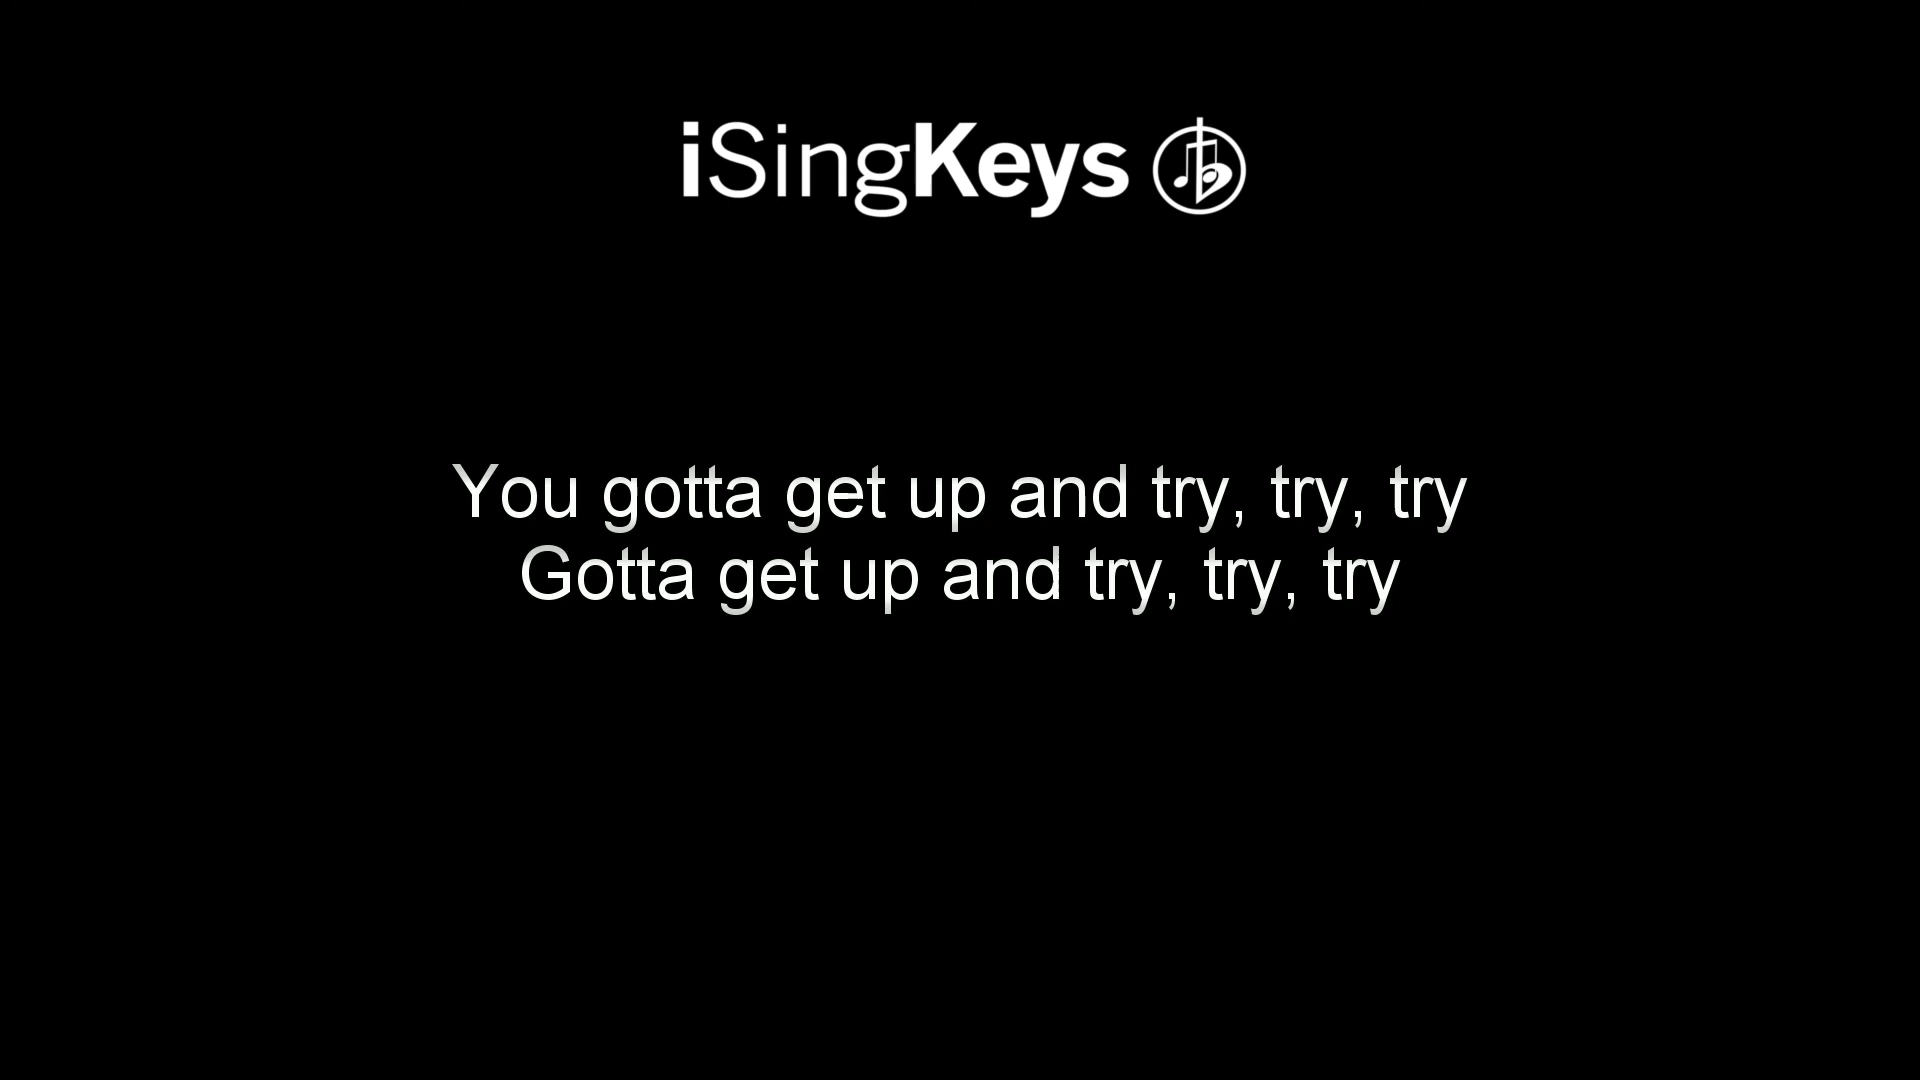 iSingKeys
You gotta get up and try, try, try
Gotta get up and try, try, try